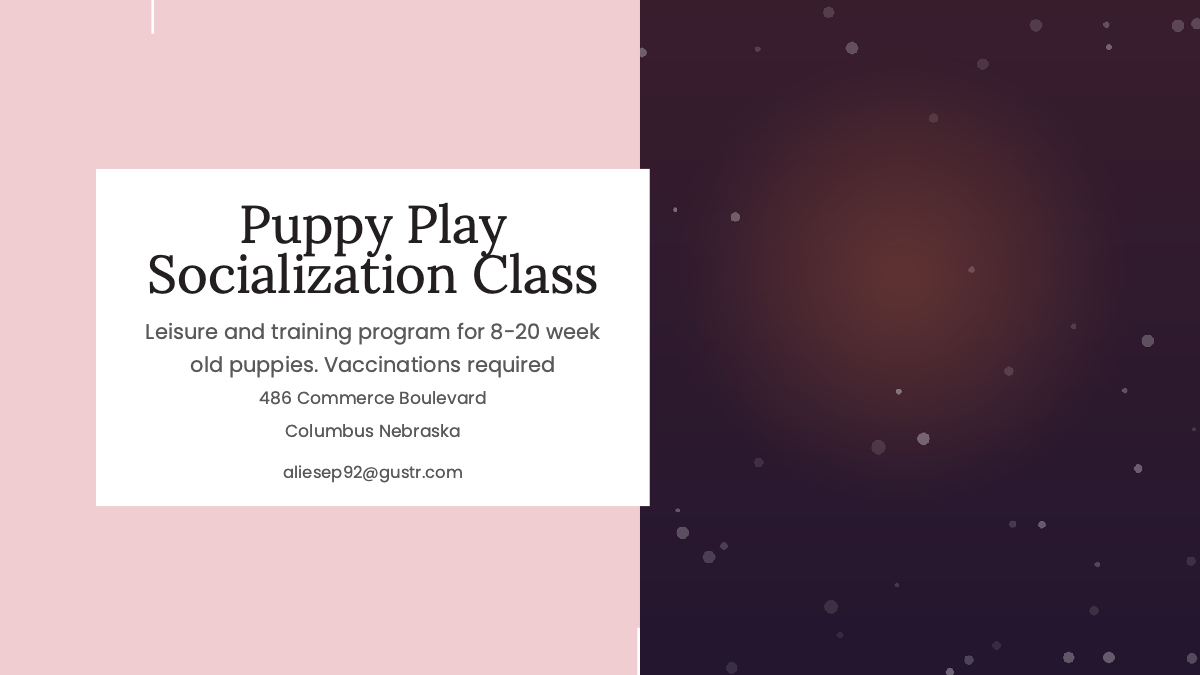 Puppy Play
Socialization Class
Leisure and training program for 8-20 week
old puppies. Vaccinations required
486 Commerce Boulevard
Columbus Nebraska
aliesep92@gustr.com